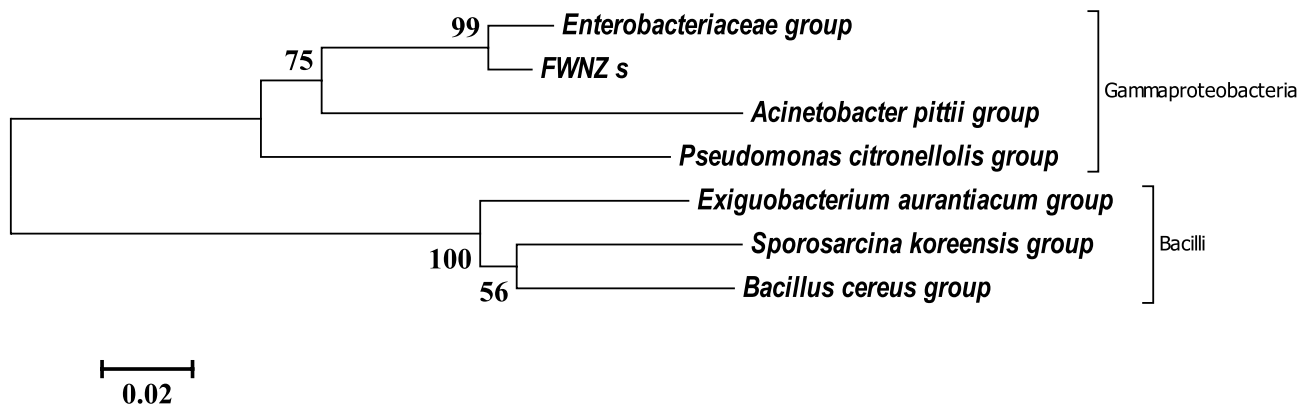 99
Enterobacteriaceae group
75
FWNZ s
Gammaproteobacteria
Acinetobacter pittii group
Pseudomonas citronellolis group
Exiguobacterium aurantiacum group
Sporosarcina koreensis group
Bacilli
100
56
Bacillus cereus group
0.02